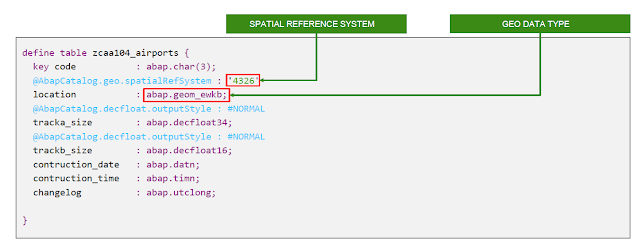 SPATIAL REFERENCE SYSTEM
GEO DATA TYPE
define table zcaa104_airports {
key code : abap.char(3);
@AbapCatalog.geo.spatialRefSystem : '4326'
location : abap.geom_ewkb;
@AbapCatalog.decfloat.outputStyle : #NORMAL
tracka_size : abap.decfloat34;
@AbapCatalog.decfloat.outputStyle : #NORMAL
trackb_size : abap.decfloat16;
contruction_date : abap.datn;
contruction_time : abap.timn;
changelog : abap.utclong;
}